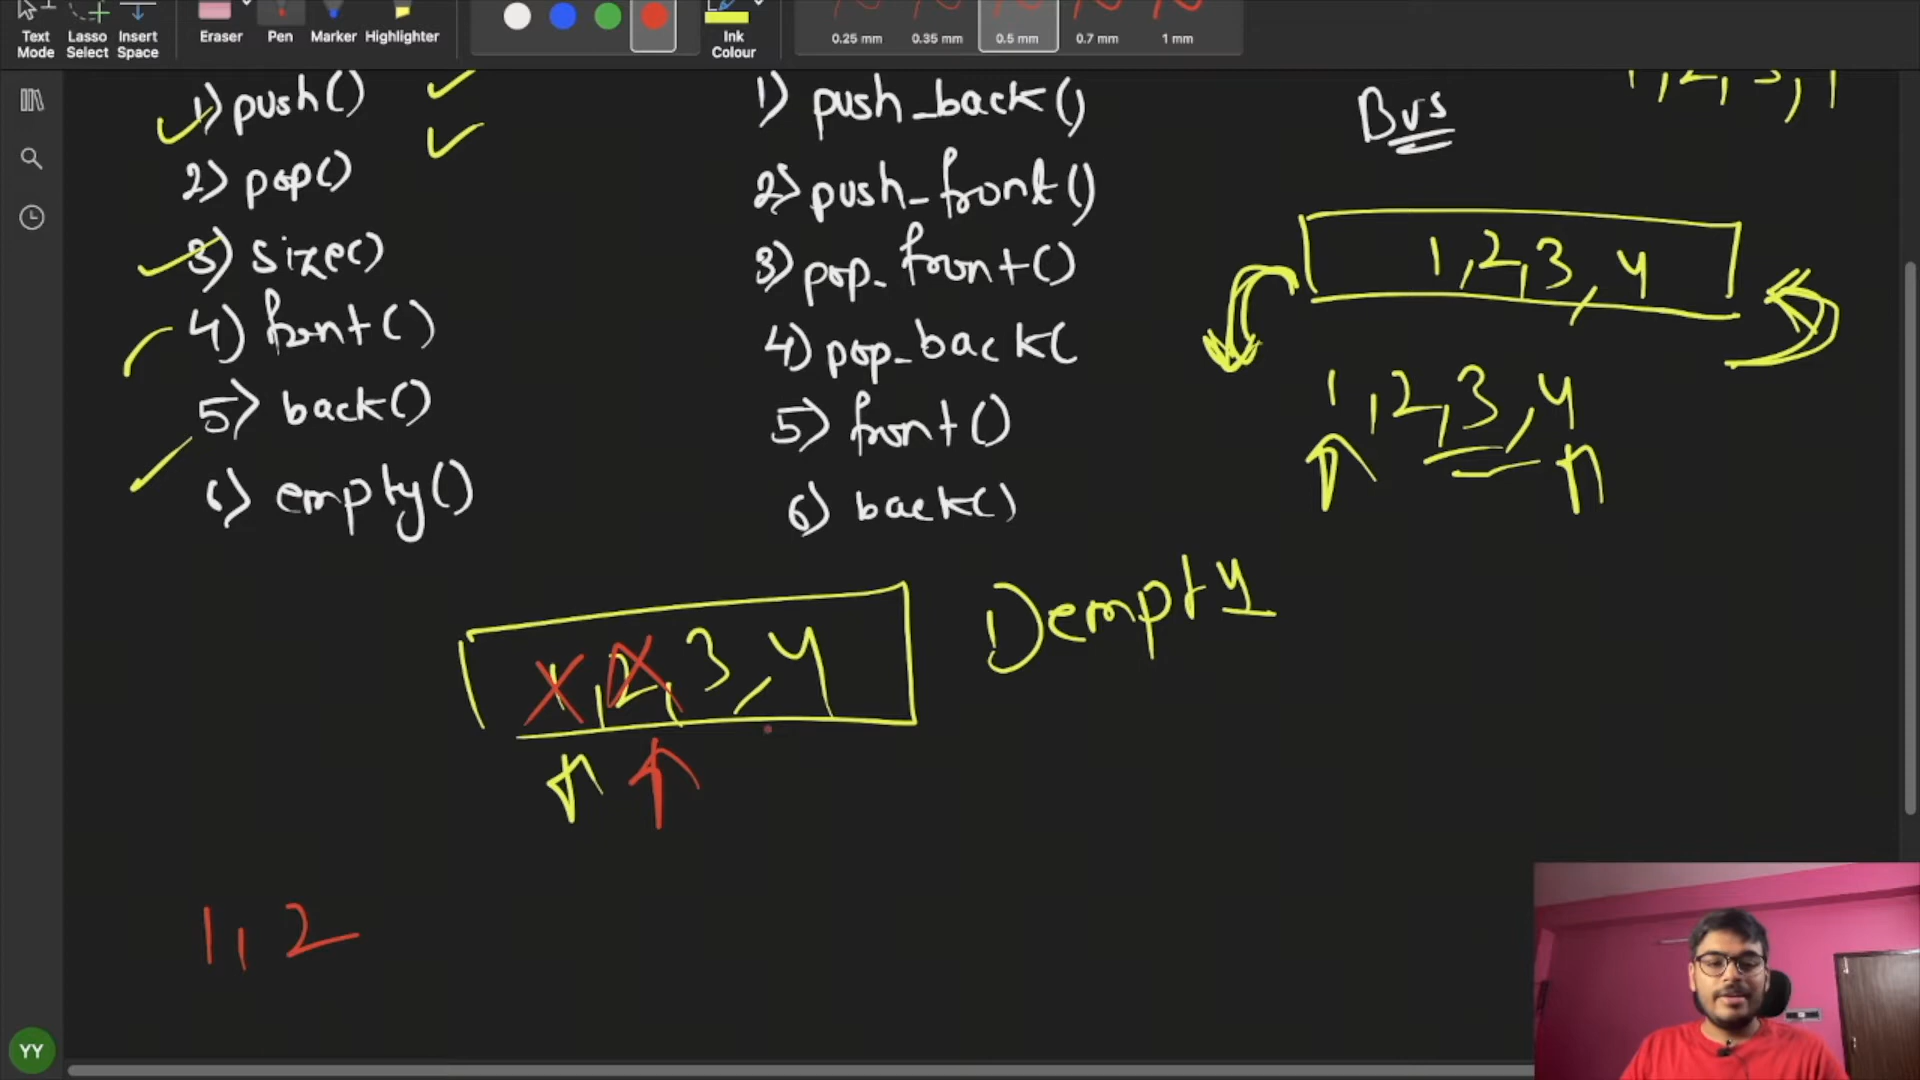 Text Mode
Lasso Select
Insert Space
Eraser
Pen
Marker
Highlighter
Ink Colour
0.25 mm
0.35 mm
0.5 mm
0.7 mm
1 mm
1) push()
2) pop()
3) size()
4) front()
5) back()
6) empty()
1) push_back()
2) push_front()
3) pop_front()
4) pop_back(
5) front()
6) back()
Bus
1,2,3,4
1,2,3,4
1,2,3,4
empty
1,2
YY